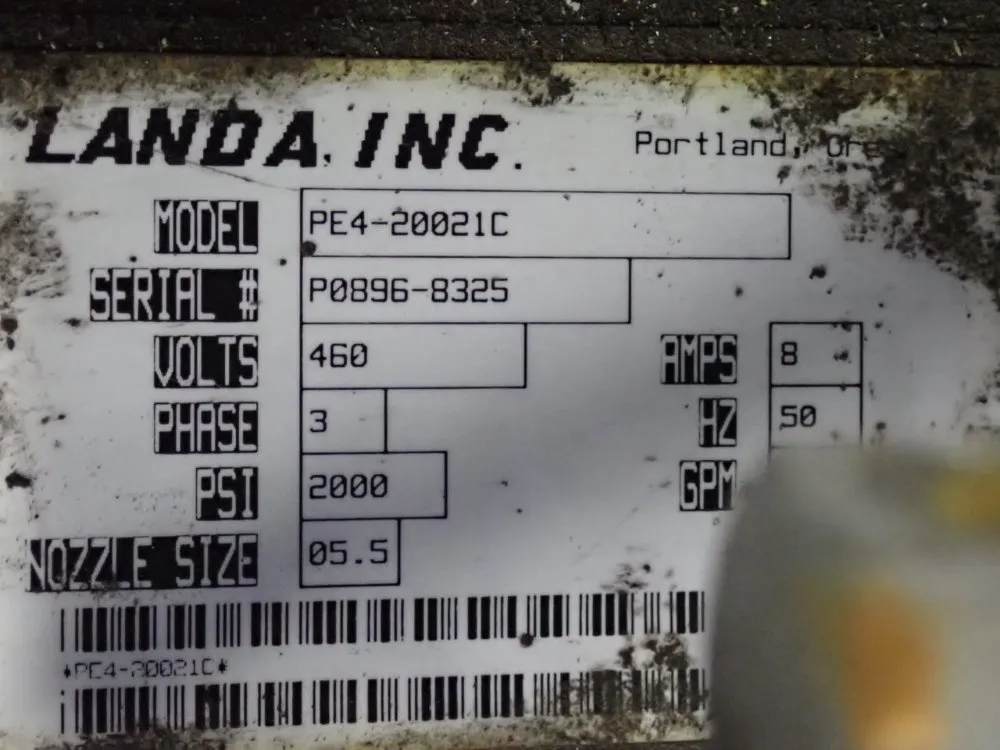 LANDA, INC. Portland, Ore
MODEL PE4-20021C
SERIAL # P0896-8325
VOLTS 460 AMPS 8
PHASE 3 HZ 50
PSI 2000 GPM
NOZZLE SIZE 05.5
*PE4-20021C*